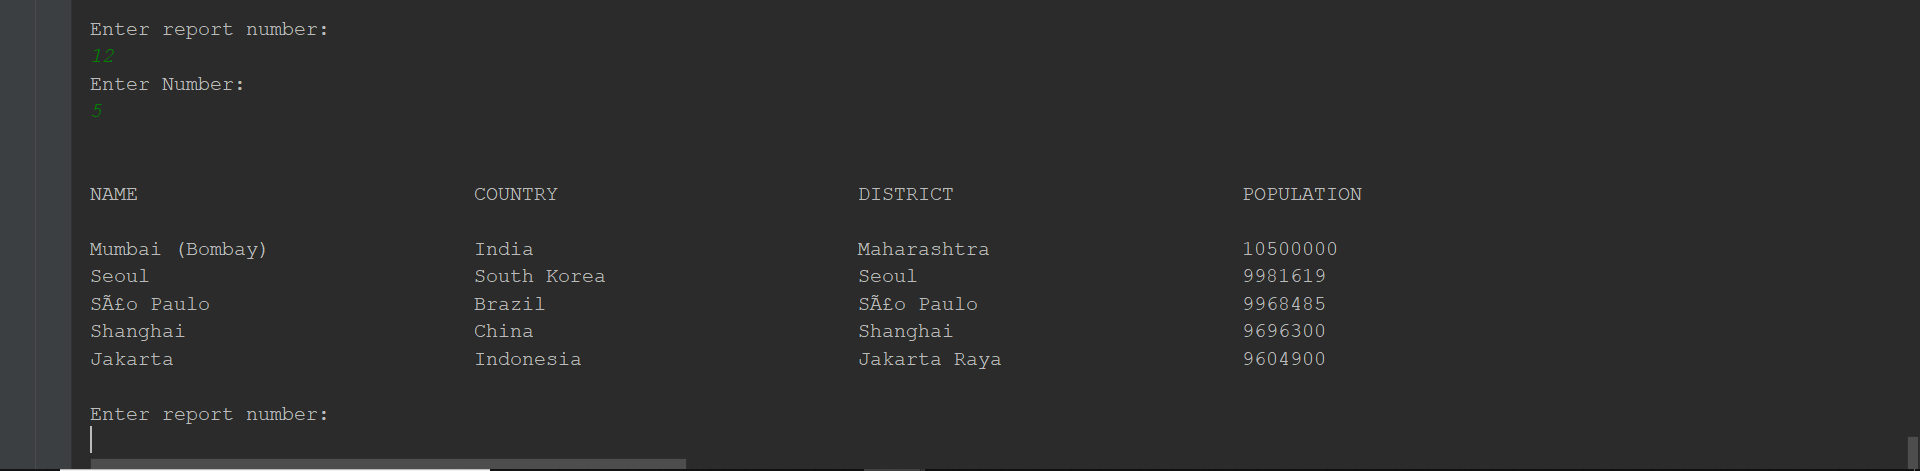 Enter report number:
12
Enter Number:
5
NAME COUNTRY DISTRICT POPULATION
Mumbai (Bombay) India Maharashtra 10500000
Seoul South Korea Seoul 9981619
SÃ£o Paulo Brazil SÃ£o Paulo 9968485
Shanghai China Shanghai 9696300
Jakarta Indonesia Jakarta Raya 9604900
Enter report number: